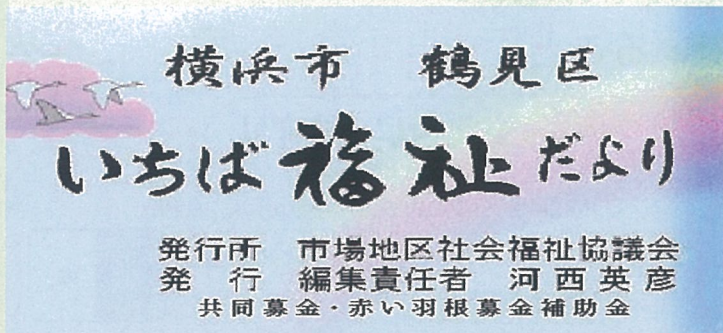 横浜市 鶴見区
いちば福祉だより
発行所 市場地区社会福祉協議会
発 行 編集責任者 河西英彦
共同募金・赤い羽根募金補助金